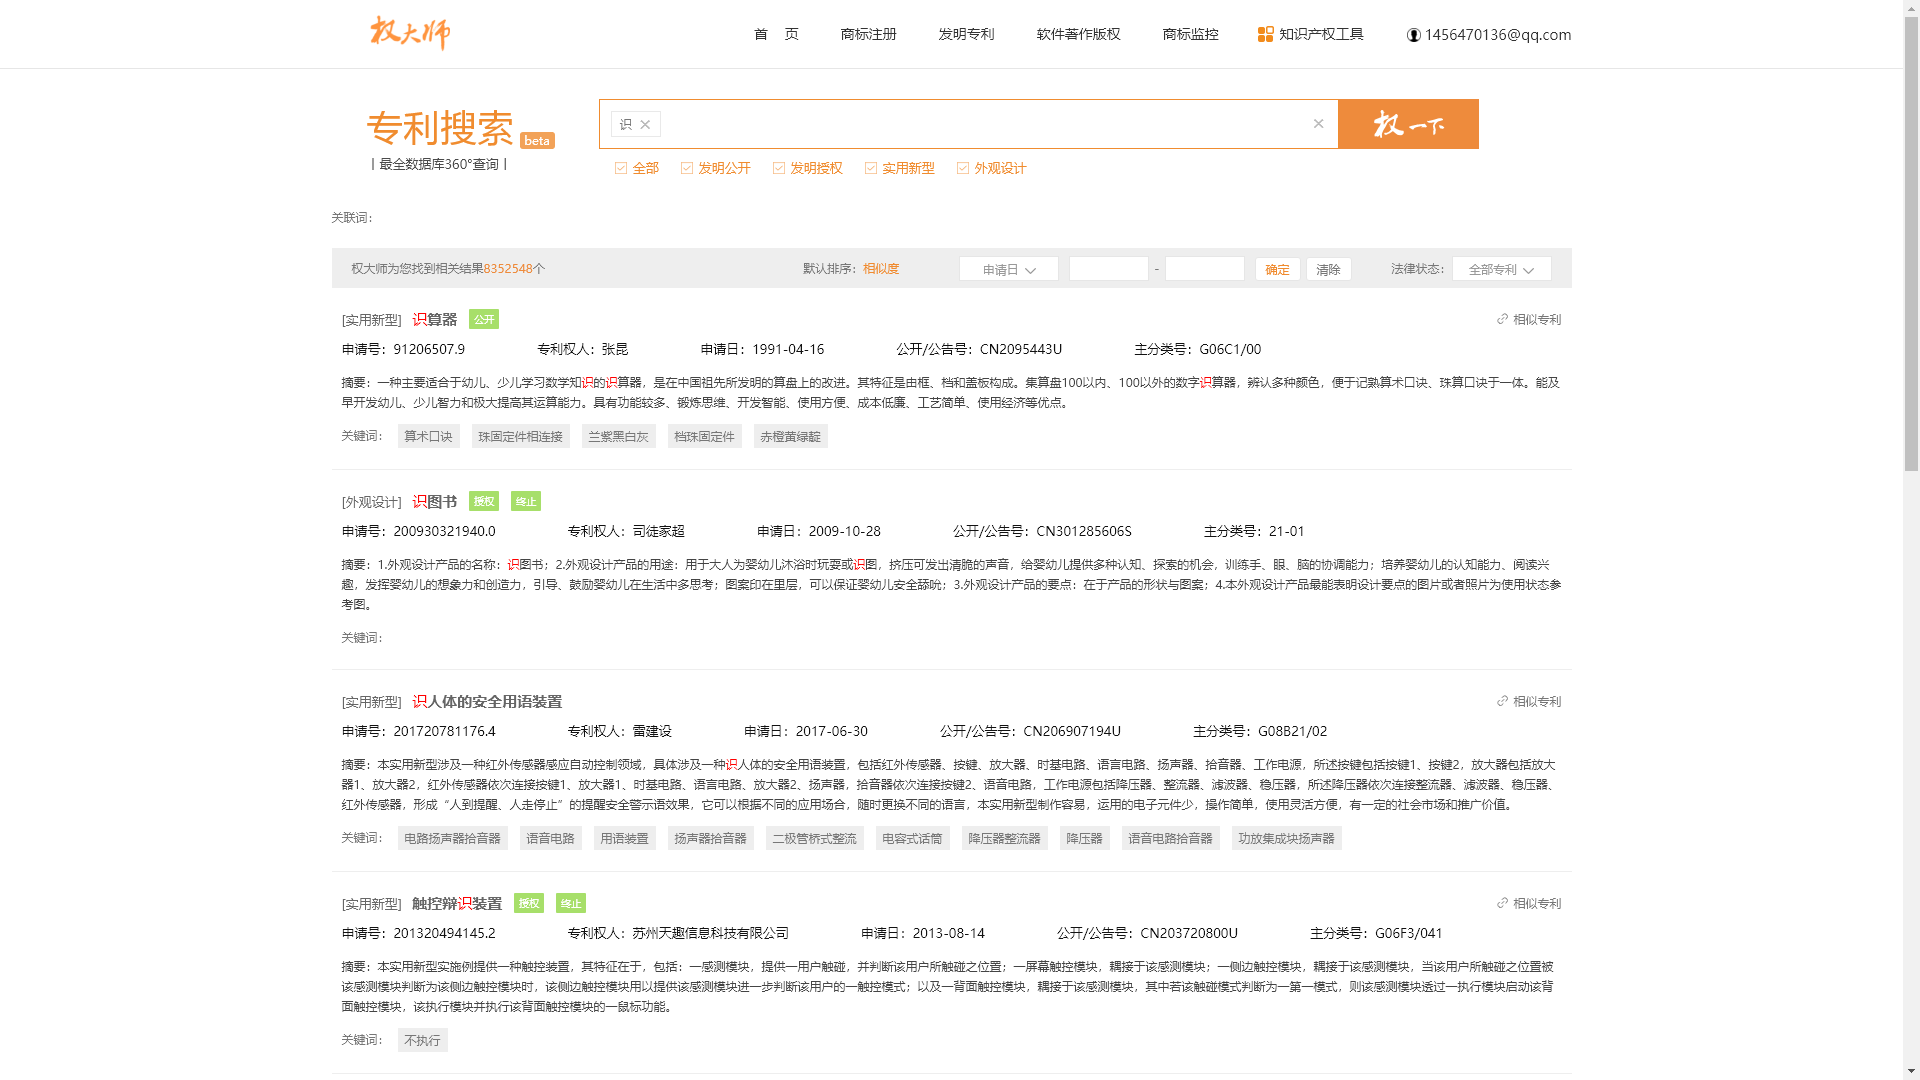 权大师
首 页 商标注册 发明专利 软件著作版权 商标监控 知识产权工具 1456470136@qq.com
专利搜索 beta
丨最全数据库360°查询丨
识 ✕ ✕ 权一下
全部 发明公开 发明授权 实用新型 外观设计
关联词：
权大师为您找到相关结果8352548个 默认排序：相似度 申请日 - 确定 清除 法律状态： 全部专利
[实用新型] 识算器 公开 相似专利
申请号：91206507.9 专利权人：张昆 申请日：1991-04-16 公开/公告号：CN2095443U 主分类号：G06C1/00
摘要：一种主要适合于幼儿、少儿学习数学知识的识算器，是在中国祖先所发明的算盘上的改进。其特征是由框、档和盖板构成。集算盘100以内、100以外的数字识算器，辨认多种颜色，便于记熟算术口诀、珠算口诀于一体。能及
早开发幼儿、少儿智力和极大提高其运算能力。具有功能较多、锻炼思维、开发智能、使用方便、成本低廉、工艺简单、使用经济等优点。
关键词： 算术口诀 珠固定件相连接 兰紫黑白灰 档珠固定件 赤橙黄绿靛
[外观设计] 识图书 授权 终止
申请号：200930321940.0 专利权人：司徒家超 申请日：2009-10-28 公开/公告号：CN301285606S 主分类号：21-01
摘要：1.外观设计产品的名称：识图书；2.外观设计产品的用途：用于大人为婴幼儿沐浴时玩耍或识图，挤压可发出清脆的声音，给婴幼儿提供多种认知、探索的机会，训练手、眼、脑的协调能力；培养婴幼儿的认知能力、阅读兴
趣，发挥婴幼儿的想象力和创造力，引导、鼓励婴幼儿在生活中多思考；图案印在里层，可以保证婴幼儿安全舔吮；3.外观设计产品的要点：在于产品的形状与图案；4.本外观设计产品最能表明设计要点的图片或者照片为使用状态参
考图。
关键词：
[实用新型] 识人体的安全用语装置 相似专利
申请号：201720781176.4 专利权人：雷建设 申请日：2017-06-30 公开/公告号：CN206907194U 主分类号：G08B21/02
摘要：本实用新型涉及一种红外传感器感应自动控制领域，具体涉及一种识人体的安全用语装置，包括红外传感器、按键、放大器、时基电路、语言电路、扬声器、拾音器、工作电源，所述按键包括按键1、按键2，放大器包括放大
器1、放大器2，红外传感器依次连接按键1、放大器1、时基电路、语言电路、放大器2、扬声器，拾音器依次连接按键2、语音电路，工作电源包括降压器、整流器、滤波器、稳压器，所述降压器依次连接整流器、滤波器、稳压器、
红外传感器，形成“人到提醒、人走停止”的提醒安全警示语效果，它可以根据不同的应用场合，随时更换不同的语言，本实用新型制作容易，运用的电子元件少，操作简单，使用灵活方便，有一定的社会市场和推广价值。
关键词： 电路扬声器拾音器 语音电路 用语装置 扬声器拾音器 二极管桥式整流 电容式话筒 降压器整流器 降压器 语音电路拾音器 功放集成块扬声器
[实用新型] 触控辩识装置 授权 终止 相似专利
申请号：201320494145.2 专利权人：苏州天趣信息科技有限公司 申请日：2013-08-14 公开/公告号：CN203720800U 主分类号：G06F3/041
摘要：本实用新型实施例提供一种触控装置，其特征在于，包括：一感测模块，提供一用户触碰，并判断该用户所触碰之位置；一屏幕触控模块，耦接于该感测模块；一侧边触控模块，耦接于该感测模块，当该用户所触碰之位置被
该感测模块判断为该侧边触控模块时，该侧边触控模块用以提供该感测模块进一步判断该用户的一触控模式；以及一背面触控模块，耦接于该感测模块，其中若该触碰模式判断为一第一模式，则该感测模块透过一执行模块启动该背
面触控模块，该执行模块并执行该背面触控模块的一鼠标功能。
关键词： 不执行